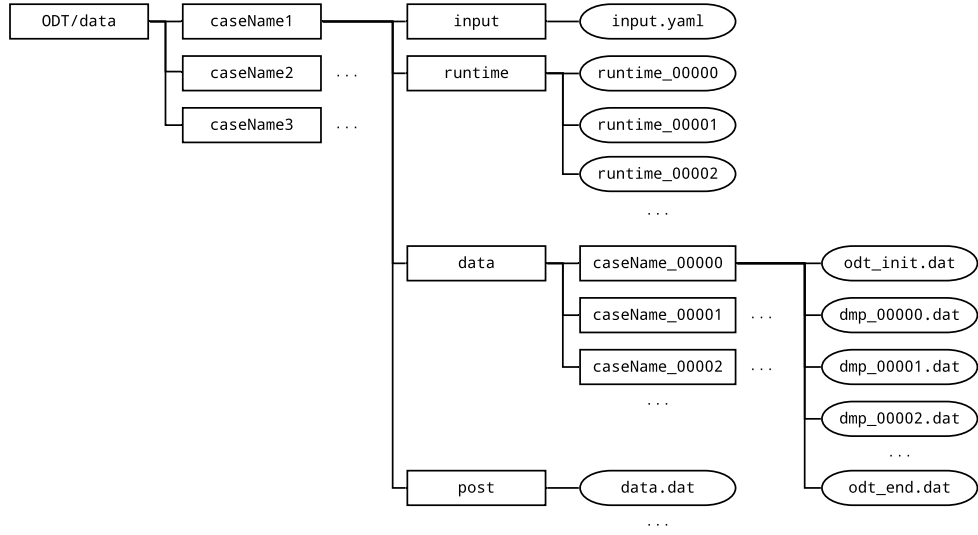 ODT/data caseName1 input input.yaml
caseName2 ... runtime runtime_00000
caseName3 ... runtime_00001
runtime_00002
...
data caseName_00000 odt_init.dat
caseName_00001 ... dmp_00000.dat
caseName_00002 ... dmp_00001.dat
... dmp_00002.dat
...
post data.dat odt_end.dat
...